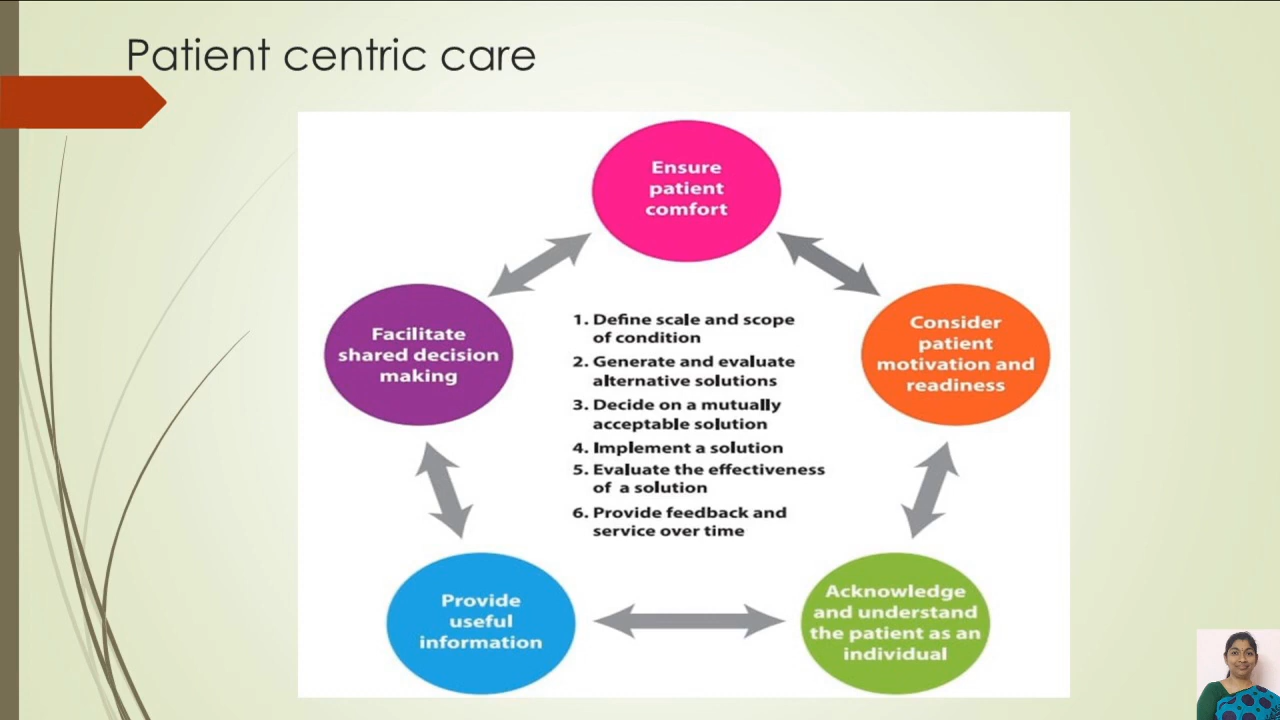 Patient centric care
Ensure
patient
comfort
Facilitate
shared decision
making
Consider
patient
motivation and
readiness
1. Define scale and scope
of condition
2. Generate and evaluate
alternative solutions
3. Decide on a mutually
acceptable solution
4. Implement a solution
5. Evaluate the effectiveness
of a solution
6. Provide feedback and
service over time
Provide
useful
information
Acknowledge
and understand
the patient as an
individual